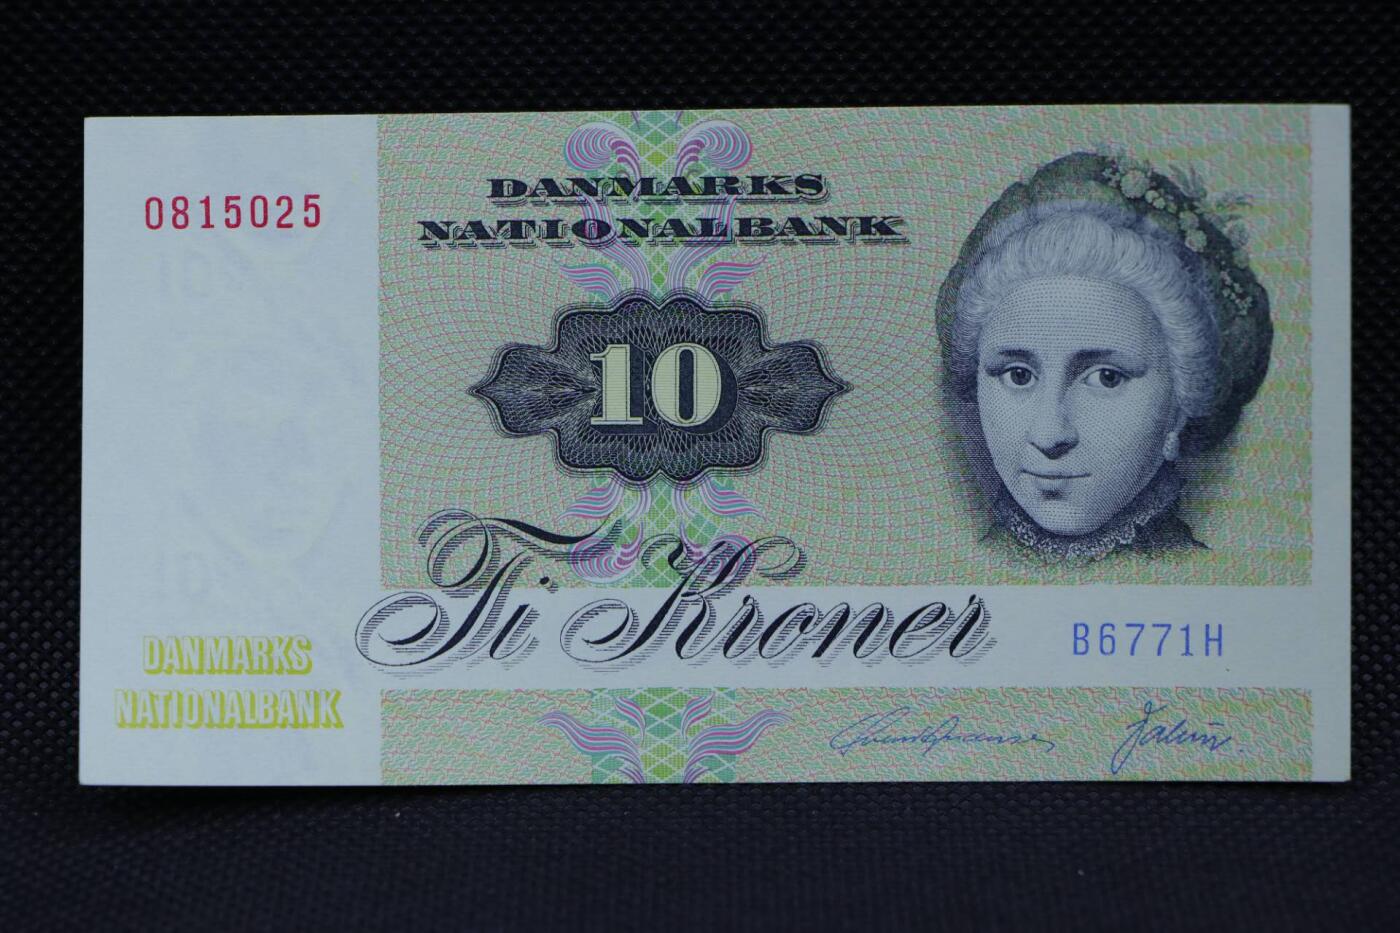 0815025
DANMARKS
NATIONALBANK
10
Ti Kroner
B6771H
DANMARKS
NATIONALBANK